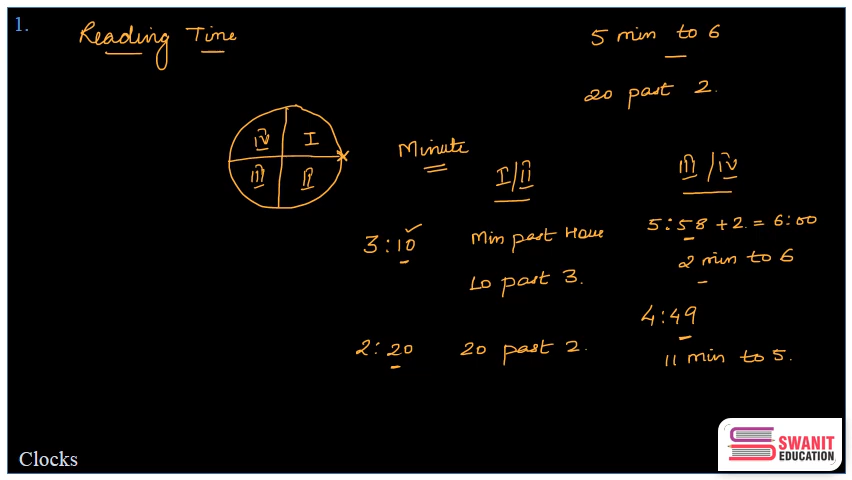 1.
Reading Time
5 min to 6
20 past 2.
IV I
III II
Minute
I/II
III/IV
3:10
Min past Hour
5:58 +2 = 6:00
10 past 3.
2 min to 6
4:49
2:20
20 past 2.
11 min to 5.
SWANIT
EDUCATION
Clocks